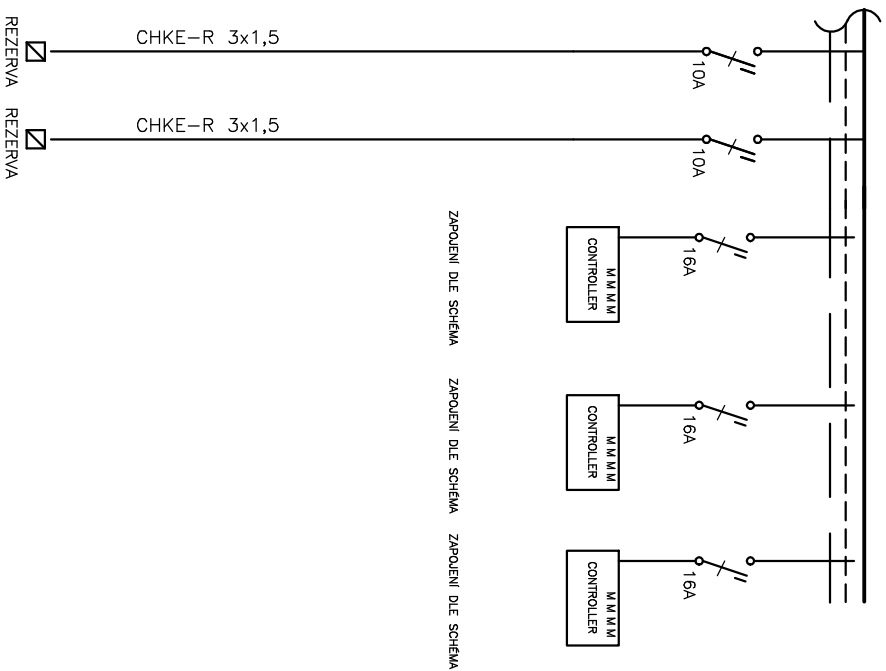 CHKE-R 3x1,5
10A
REZERVA
CHKE-R 3x1,5
10A
REZERVA
16A
MMMM
CONTROLLER
ZAPOJENÍ DLE SCHÉMA
16A
MMMM
CONTROLLER
ZAPOJENÍ DLE SCHÉMA
16A
MMMM
CONTROLLER
ZAPOJENÍ DLE SCHÉMA